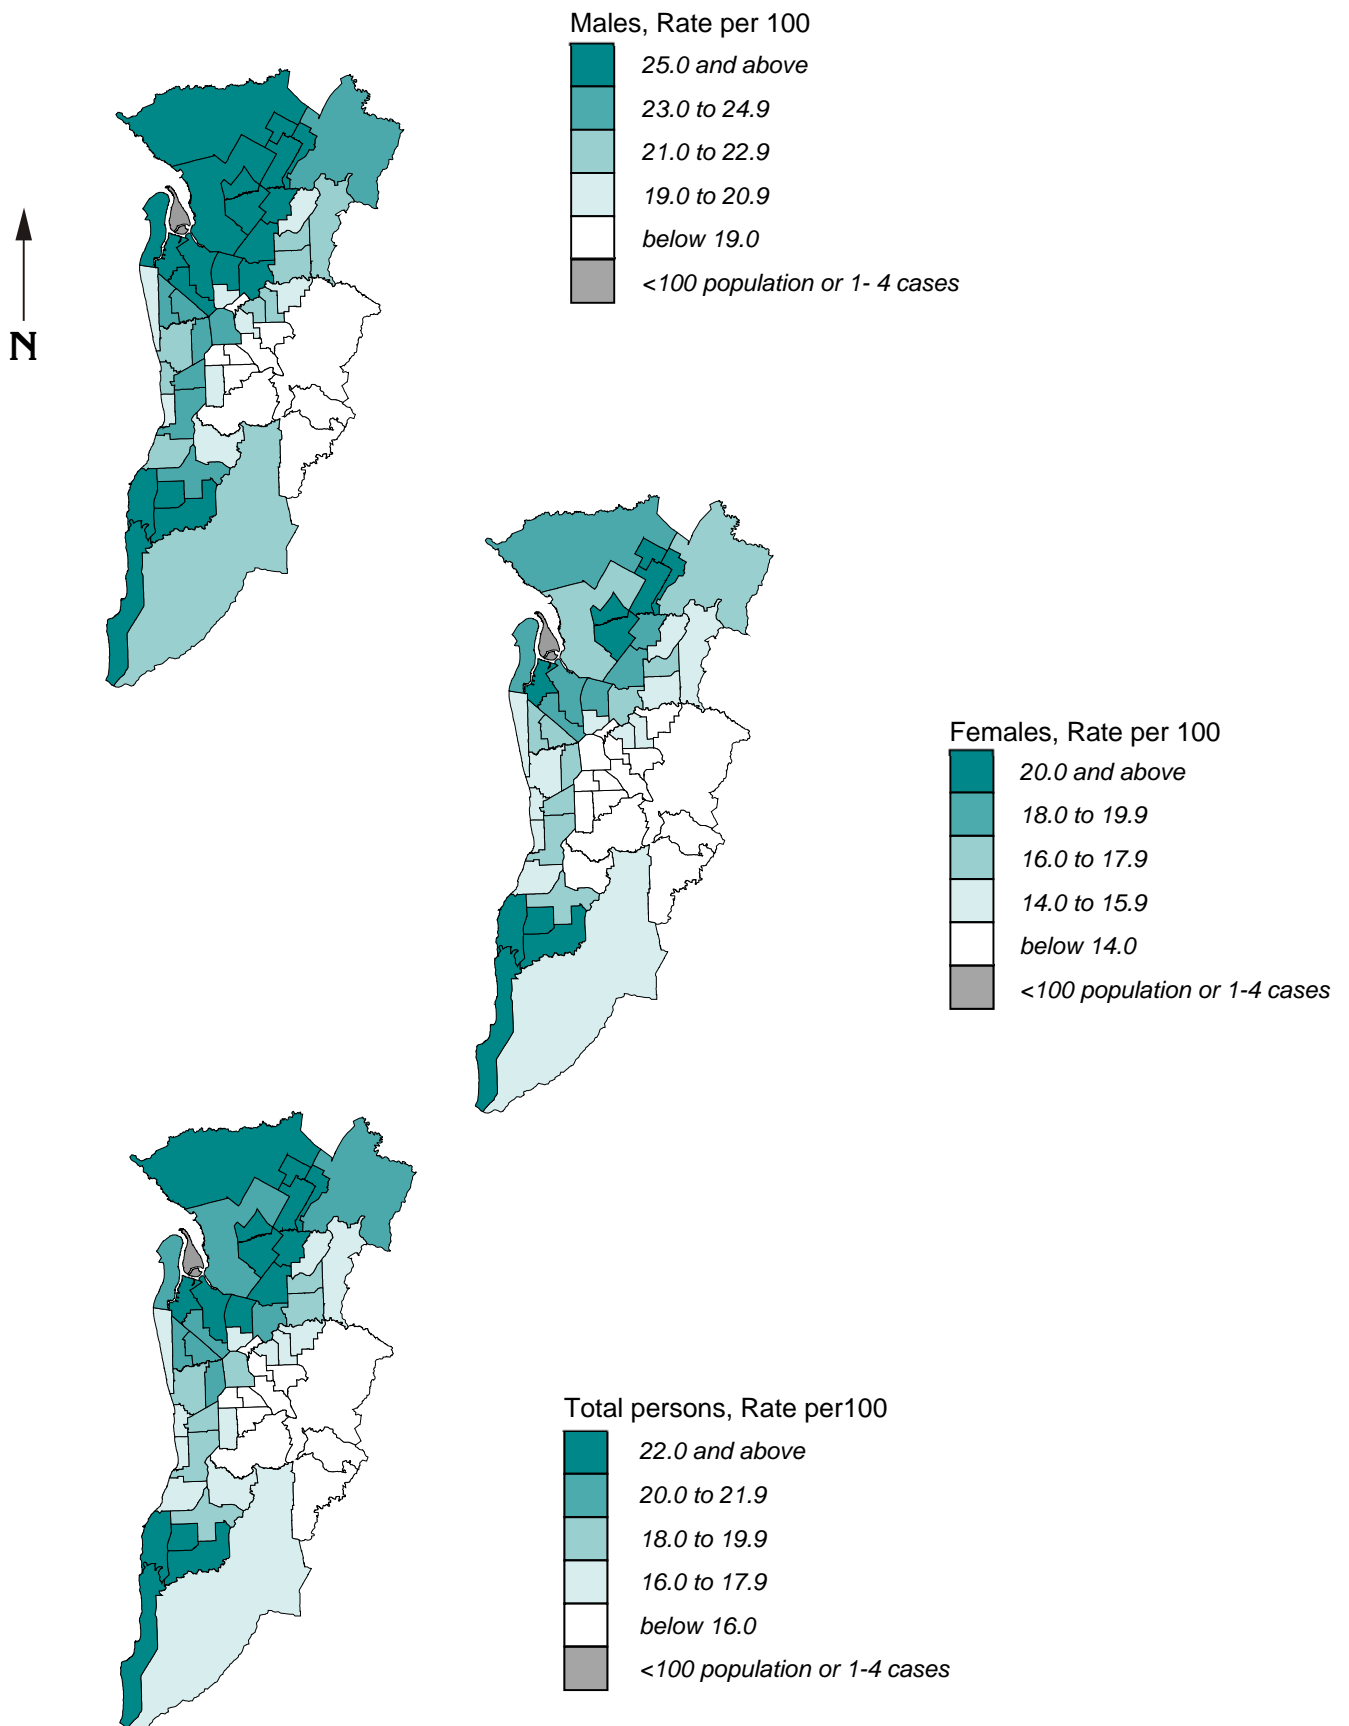 Males, Rate per 100
25.0 and above
23.0 to 24.9
21.0 to 22.9
19.0 to 20.9
below 19.0
<100 population or 1- 4 cases
N
Females, Rate per 100
20.0 and above
18.0 to 19.9
16.0 to 17.9
14.0 to 15.9
below 14.0
<100 population or 1-4 cases
Total persons, Rate per100
22.0 and above
20.0 to 21.9
18.0 to 19.9
16.0 to 17.9
below 16.0
<100 population or 1-4 cases